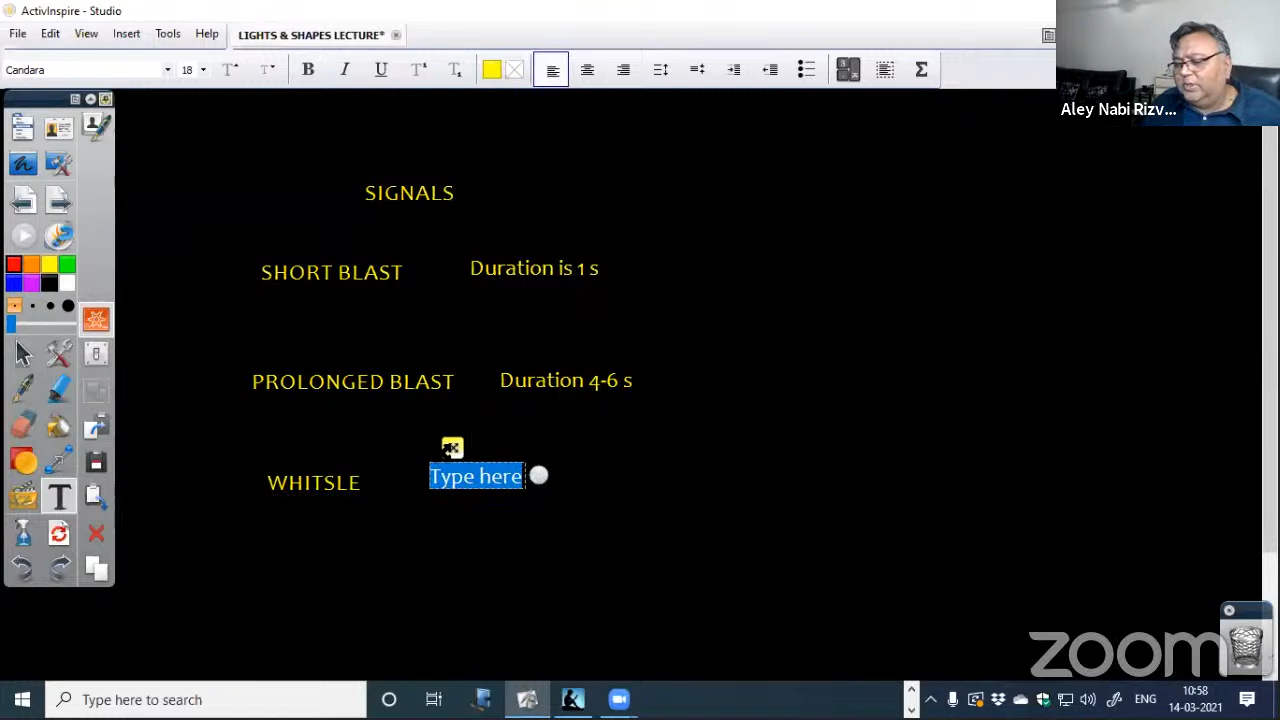 ActivInspire - Studio
File Edit View Insert Tools Help
LIGHTS & SHAPES LECTURE*
Candara 18
B I U
Aley Nabi Rizv...
SIGNALS
SHORT BLAST Duration is 1 s
PROLONGED BLAST Duration 4-6 s
WHITSLE Type here
zoom
Type here to search
ENG
10:58
14-03-2021